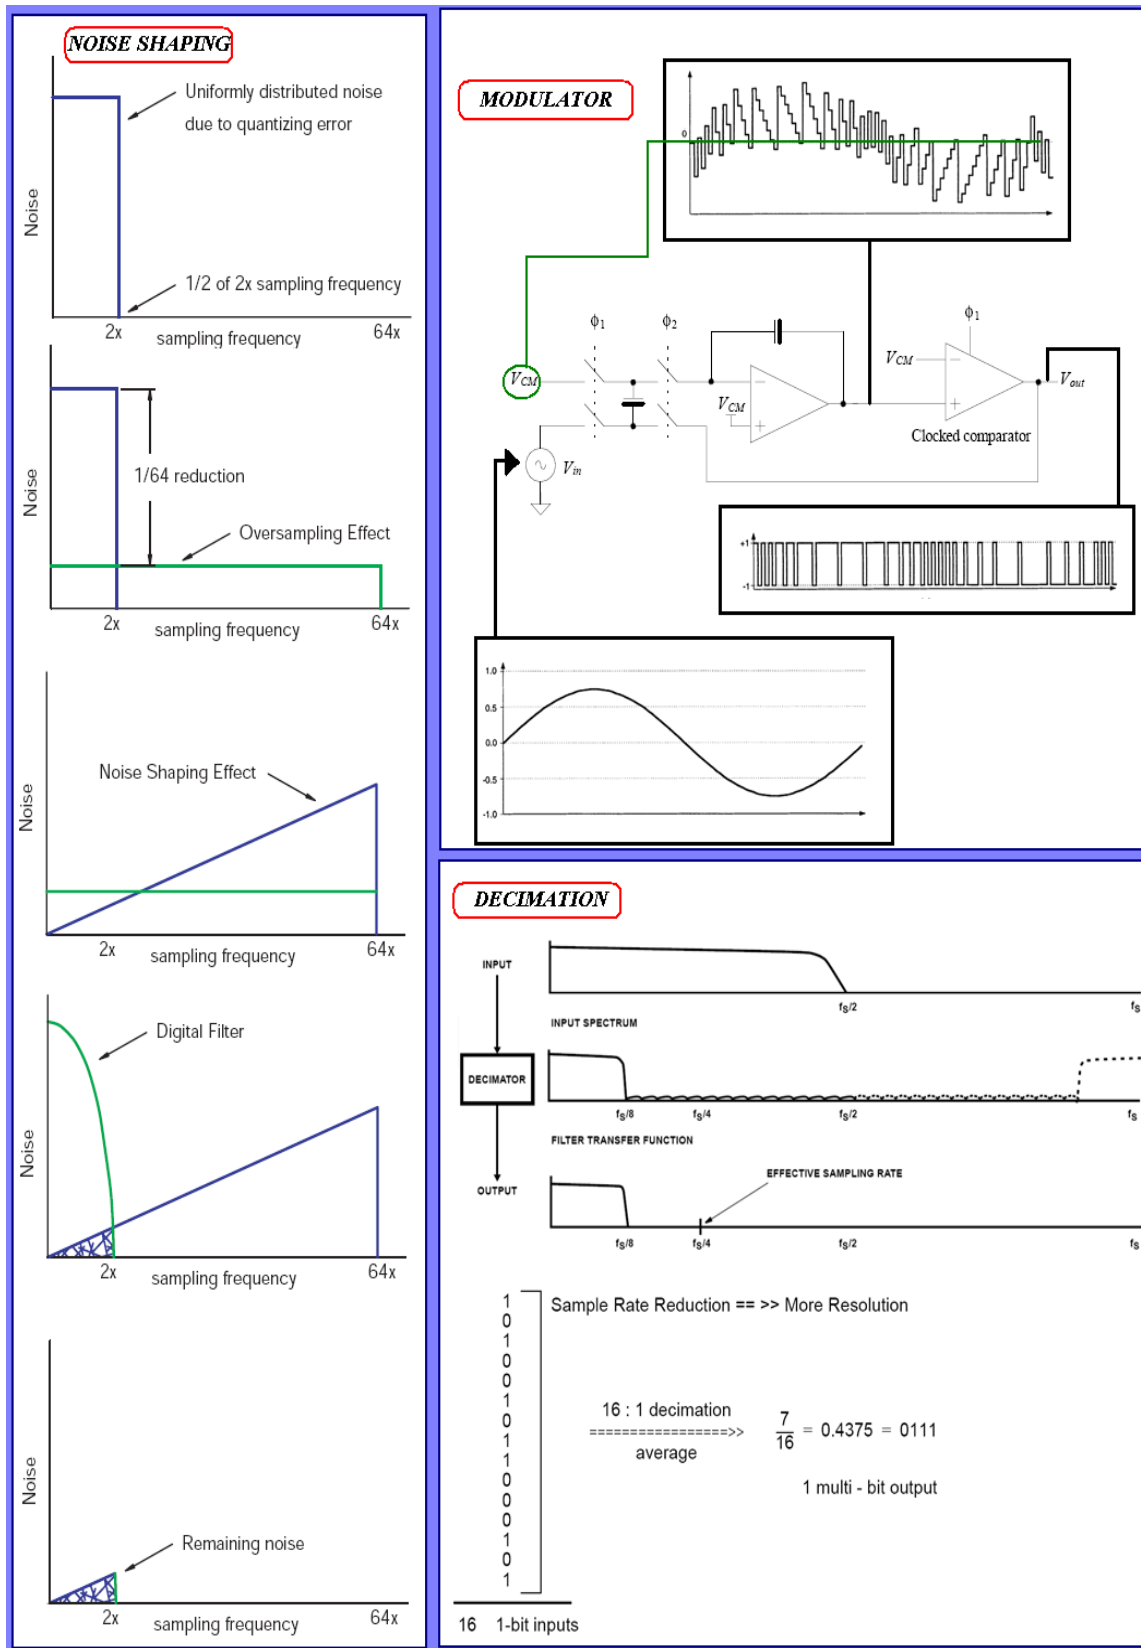 NOISE SHAPING
Uniformly distributed noise
due to quantizing error
Noise
1/2 of 2x sampling frequency
2x
sampling frequency
64x
1/64 reduction
Noise
Oversampling Effect
2x
sampling frequency
64x
Noise Shaping Effect
Noise
2x
sampling frequency
64x
Digital Filter
Noise
2x
sampling frequency
64x
Noise
Remaining noise
2x
sampling frequency
64x
MODULATOR
0
ϕ1
ϕ2
ϕ1
VCM
VCM
VCM
Vin
Vout
Clocked comparator
+1
-1
1.0
0.5
0.0
-0.5
-1.0
DECIMATION
INPUT
fS/2
fS
INPUT SPECTRUM
DECIMATOR
fS/8
fS/4
fS/2
fS
FILTER TRANSFER FUNCTION
EFFECTIVE SAMPLING RATE
OUTPUT
fS/8
fS/4
fS/2
fS
Sample Rate Reduction == >> More Resolution
1
0
1
0
0
1
0
1
1
0
0
0
1
0
1
16 : 1 decimation
=================>>
average
7/16 = 0.4375 = 0111
1 multi - bit output
16 1-bit inputs